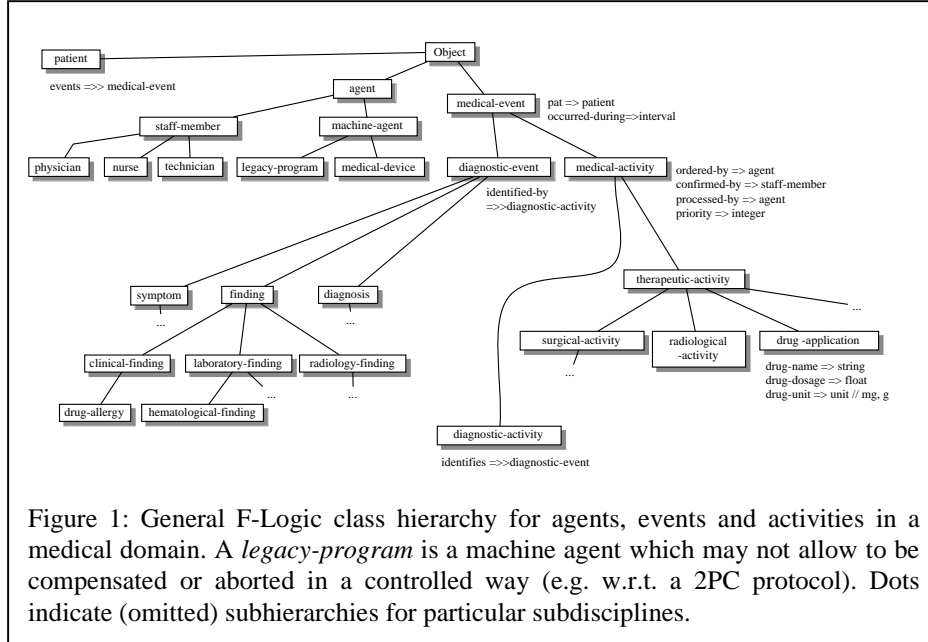 Object
patient
events =>> medical-event
agent
medical-event
pat => patient
occurred-during=>interval
staff-member
machine-agent
physician
nurse
technician
legacy-program
medical-device
diagnostic-event
medical-activity
identified-by
=>>diagnostic-activity
ordered-by => agent
confirmed-by => staff-member
processed-by => agent
priority => integer
therapeutic-activity
symptom
finding
diagnosis
...
...
...
surgical-activity
radiological
-activity
drug -application
...
drug-name => string
drug-dosage => float
drug-unit => unit // mg, g
clinical-finding
laboratory-finding
radiology-finding
...
...
drug-allergy
hematological-finding
diagnostic-activity
identifies =>>diagnostic-event
Figure 1: General F-Logic class hierarchy for agents, events and activities in a
medical domain. A legacy-program is a machine agent which may not allow to be
compensated or aborted in a controlled way (e.g. w.r.t. a 2PC protocol). Dots
indicate (omitted) subhierarchies for particular subdisciplines.